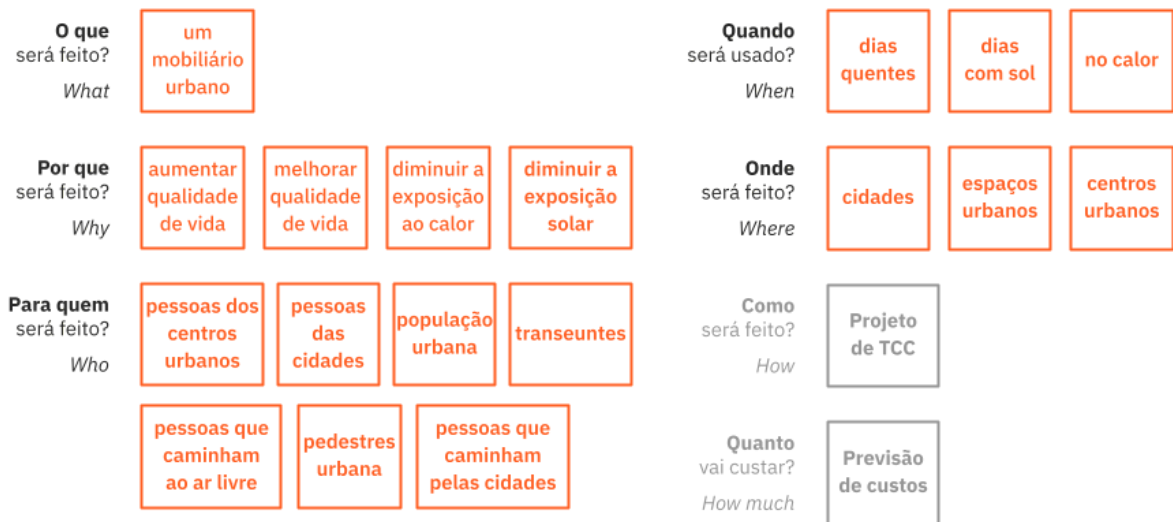 O que
será feito?
What
um
mobiliário
urbano
Por que
será feito?
Why
aumentar
qualidade
de vida
melhorar
qualidade
de vida
diminuir a
exposição
ao calor
diminuir a
exposição
solar
Para quem
será feito?
Who
pessoas dos
centros
urbanos
pessoas
das
cidades
população
urbana
transeuntes
pessoas que
caminham
ao ar livre
pedestres
urbana
pessoas que
caminham
pelas cidades
Quando
será usado?
When
dias
quentes
dias
com sol
no calor
Onde
será feito?
Where
cidades
espaços
urbanos
centros
urbanos
Como
será feito?
How
Projeto
de TCC
Quanto
vai custar?
How much
Previsão
de custos